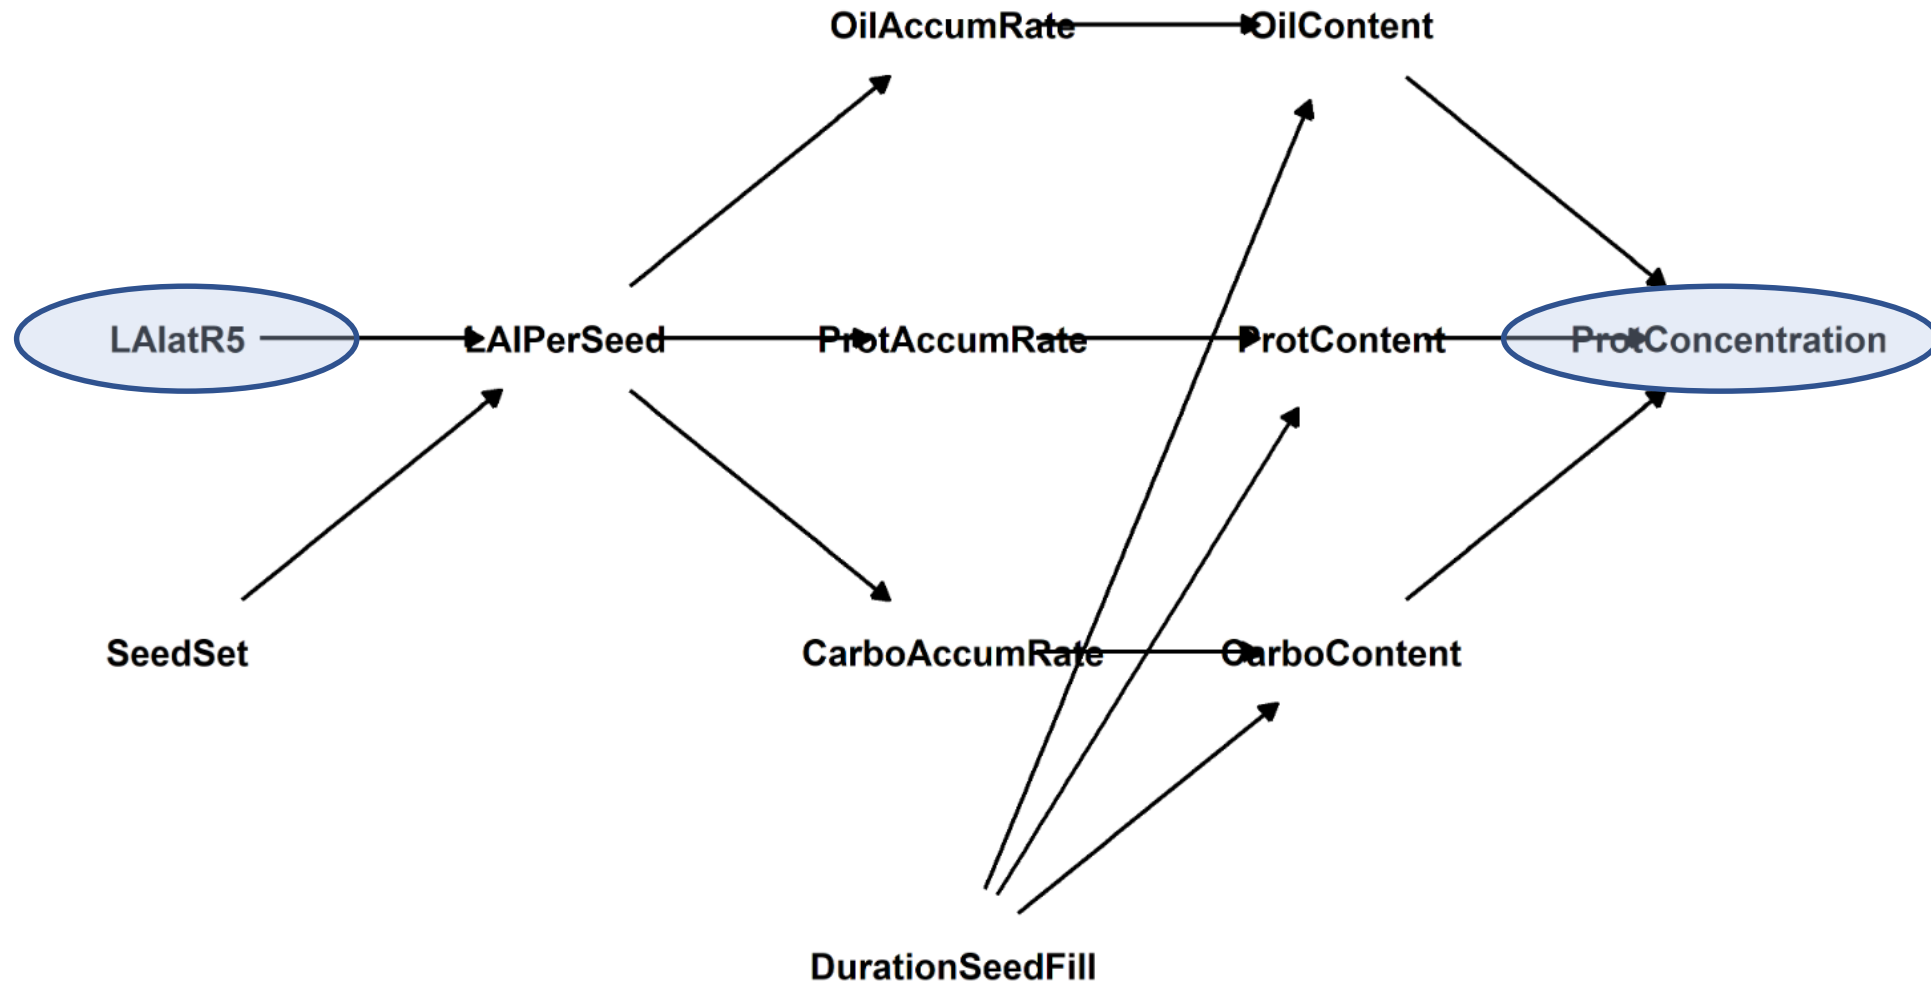 OilAccumRate
OilContent
LAIatR5
LAIPerSeed
ProtAccumRate
ProtContent
ProtConcentration
SeedSet
CarboAccumRate
CarboContent
DurationSeedFill